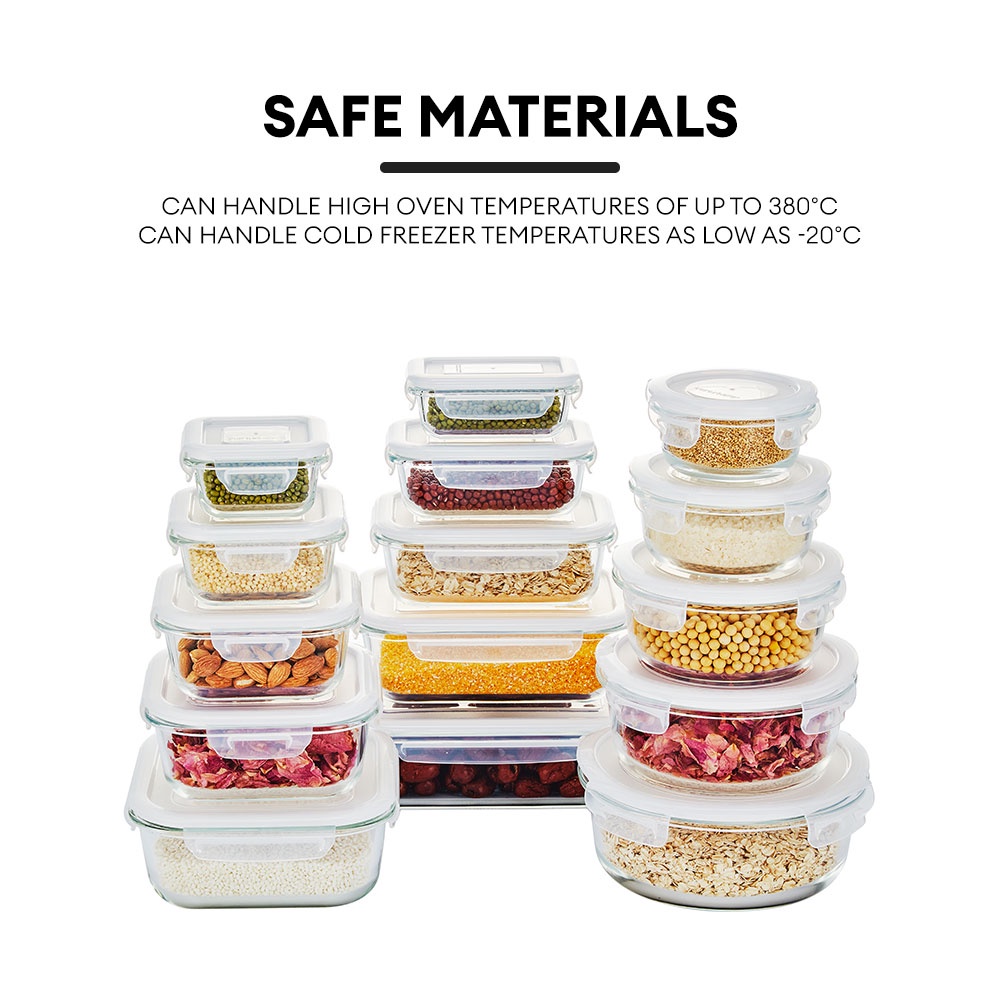 SAFE MATERIALS
CAN HANDLE HIGH OVEN TEMPERATURES OF UP TO 380°C
CAN HANDLE COLD FREEZER TEMPERATURES AS LOW AS -20°C